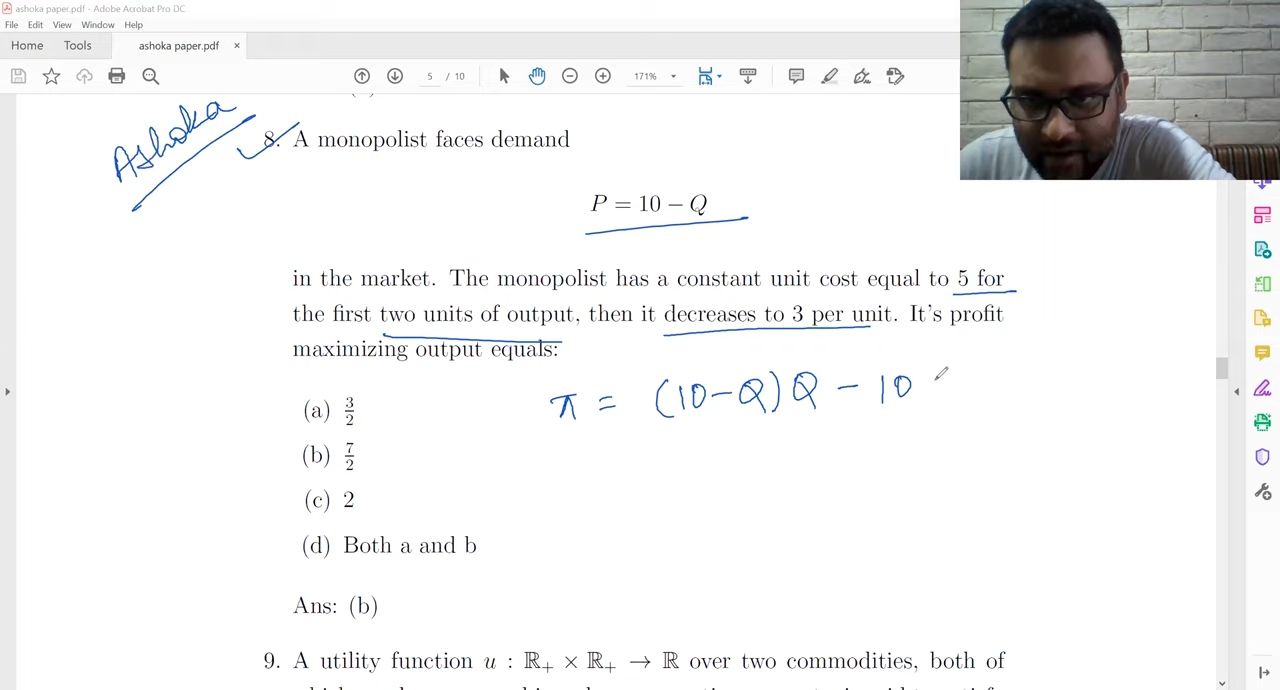 ashoka paper.pdf - Adobe Acrobat Pro DC
File Edit View Window Help
Home Tools ashoka paper.pdf ×
5 / 10 171%
Ashoka
8. A monopolist faces demand
P = 10 − Q
in the market. The monopolist has a constant unit cost equal to 5 for
the first two units of output, then it decreases to 3 per unit. It's profit
maximizing output equals:
π = (10−Q)Q − 10
(a) 3/2
(b) 7/2
(c) 2
(d) Both a and b
Ans: (b)
9. A utility function u : ℝ₊ × ℝ₊ → ℝ over two commodities, both of